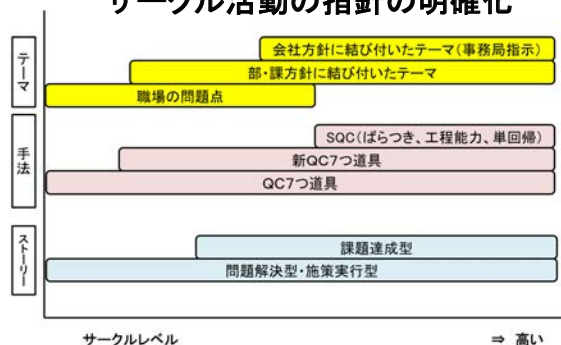 サークル活動の指針の明確化
テーマ
会社方針に結び付いたテーマ(事務局指示)
部・課方針に結び付いたテーマ
職場の問題点
手法
SQC(ばらつき、工程能力、単回帰)
新QC7つ道具
QC7つ道具
ストーリー
課題達成型
問題解決型・施策実行型
サークルレベル
⇒ 高い